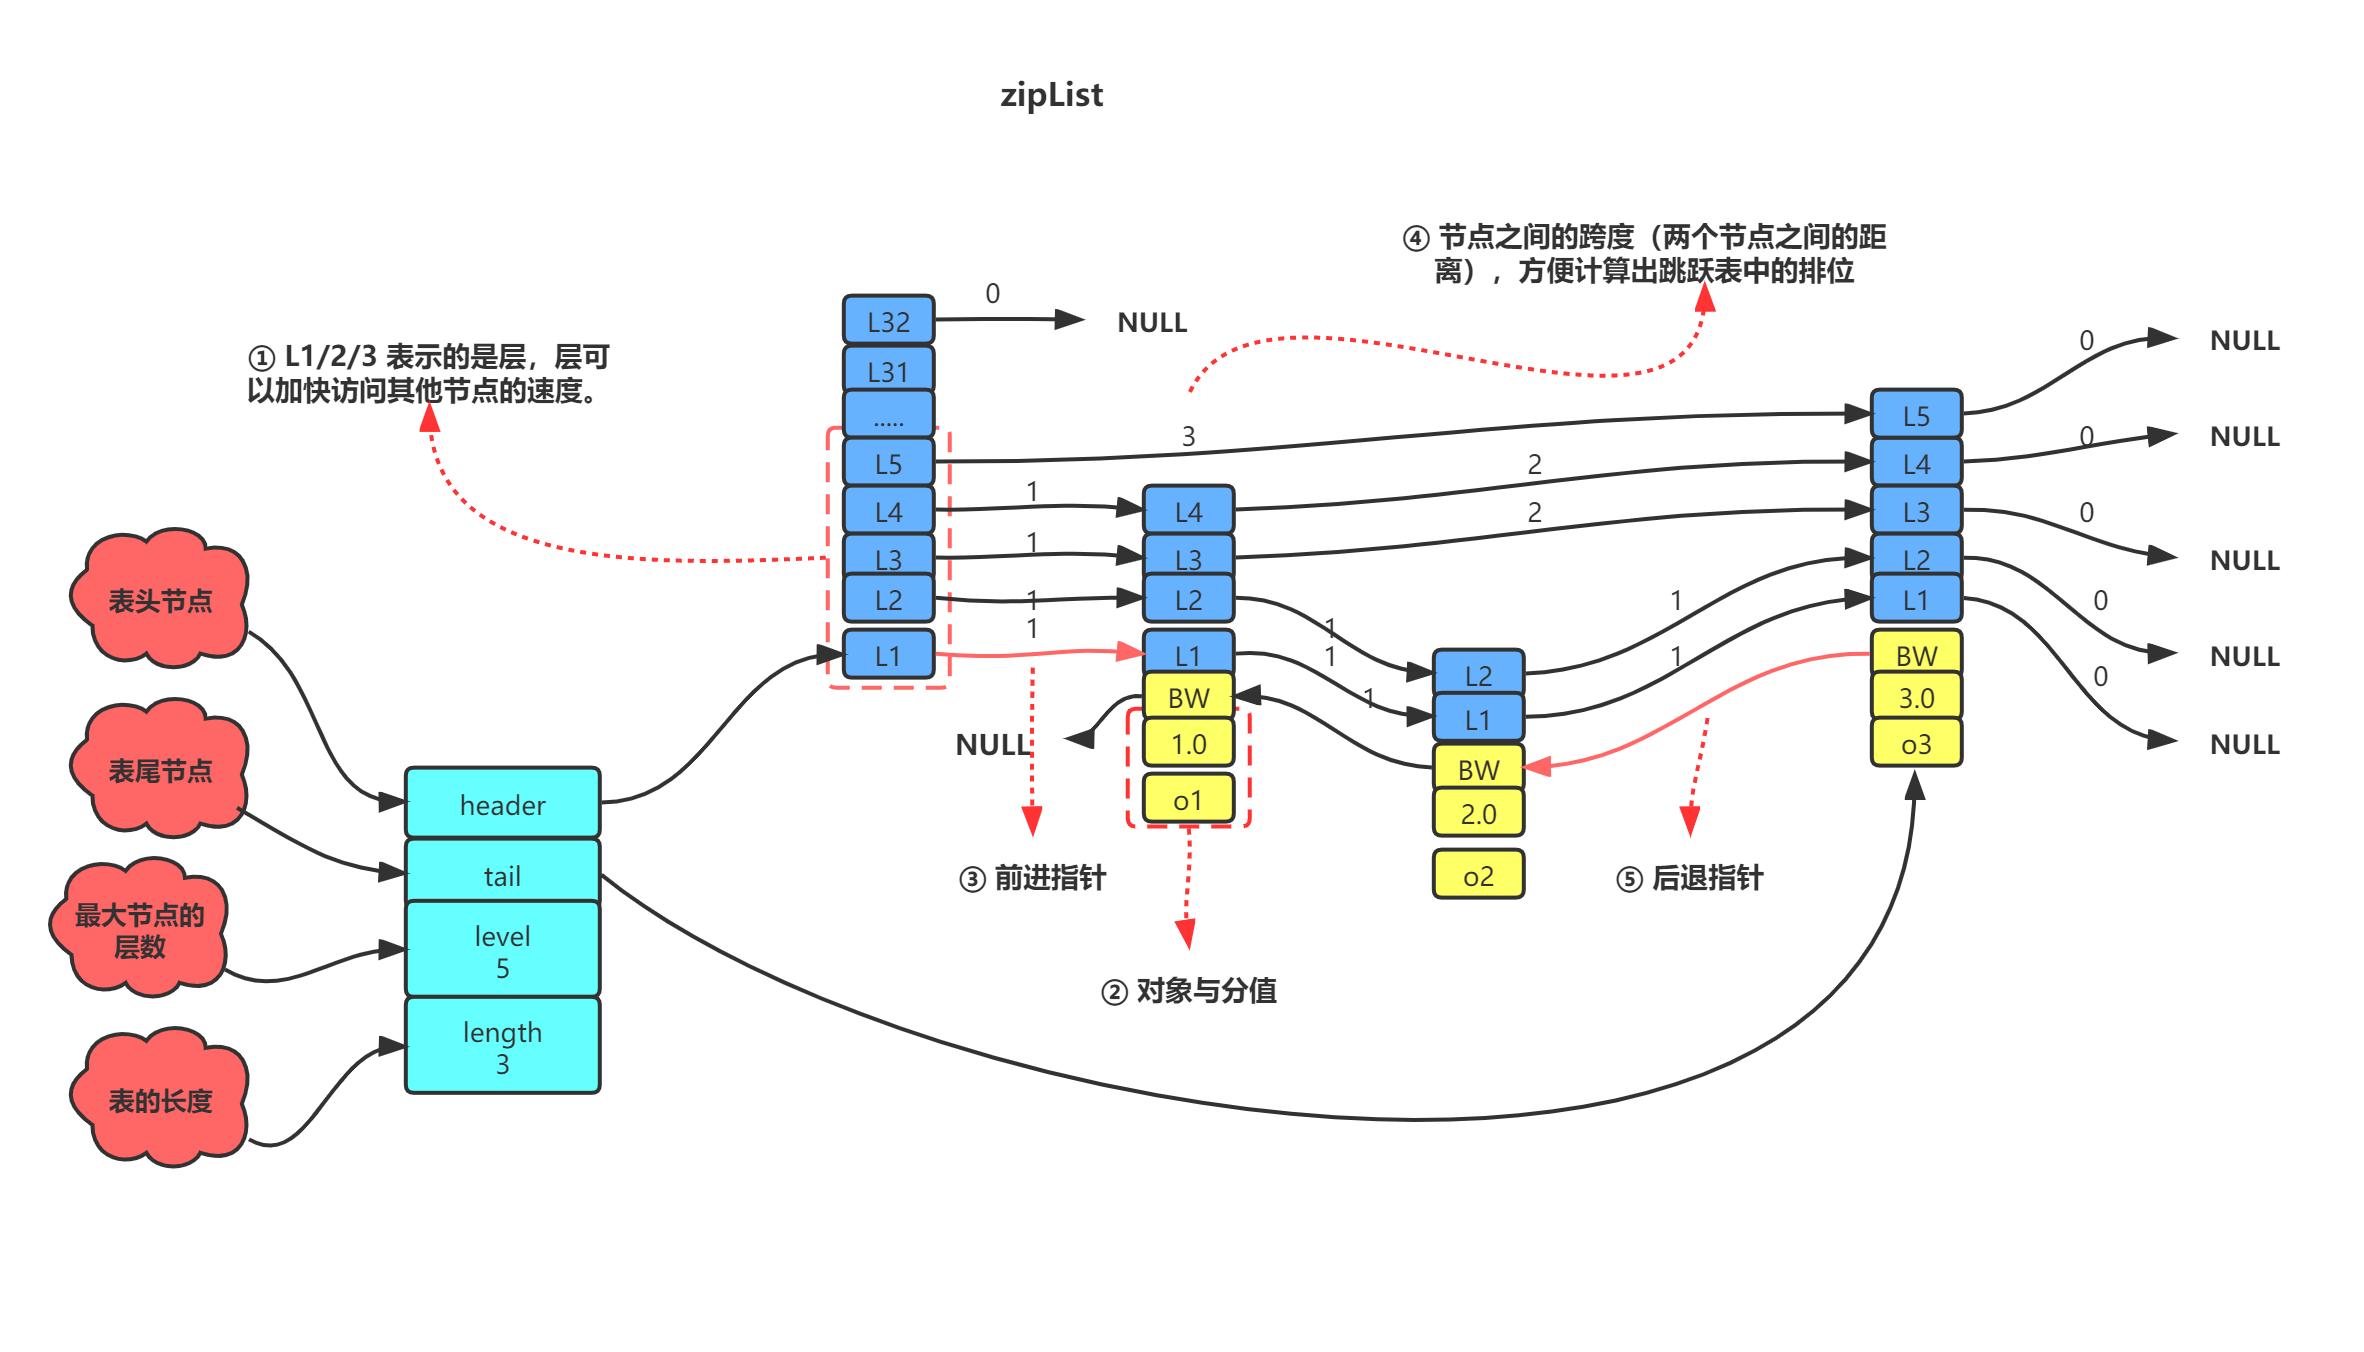 zipList
④ 节点之间的跨度（两个节点之间的距
离），方便计算出跳跃表中的排位
① L1/2/3 表示的是层，层可
以加快访问其他节点的速度。
L32
0
NULL
L31
.....
L5
3
L4
1
L3
1
L2
1
L1
1
L4
2
L3
2
L2
1
L1
1
BW
1.0
o1
NULL
1
L2
1
L1
1
BW
2.0
o2
L5
0
NULL
L4
0
NULL
L3
0
NULL
L2
0
NULL
L1
0
NULL
BW
3.0
o3
表头节点
表尾节点
最大节点的
层数
表的长度
header
tail
level
5
length
3
③ 前进指针
② 对象与分值
⑤ 后退指针